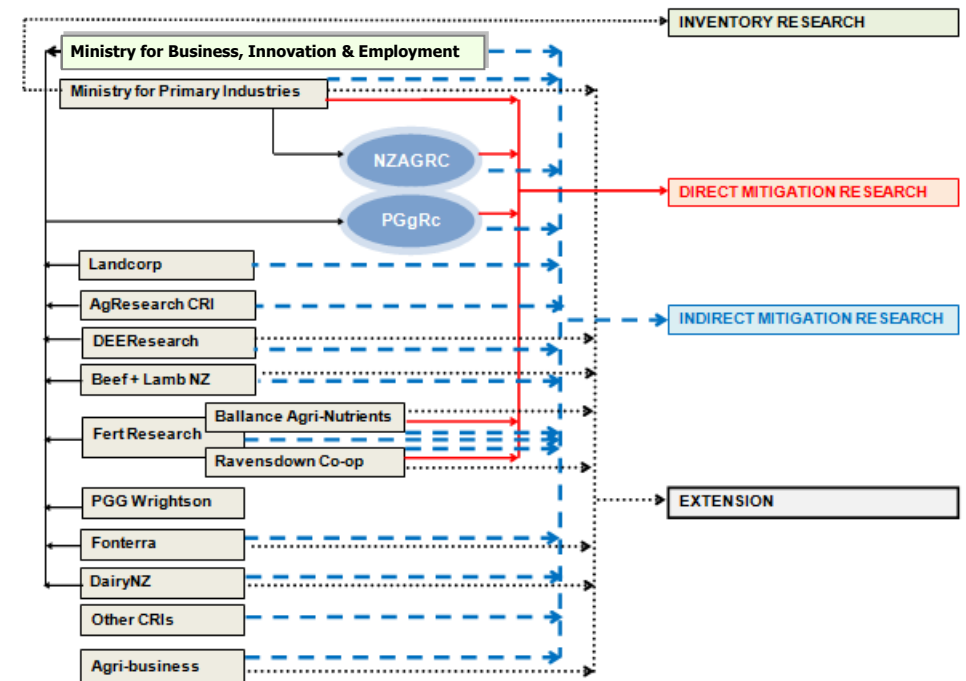 INVENTORY RESEARCH
Ministry for Business, Innovation & Employment
Ministry for Primary Industries
NZAGRC
DIRECT MITIGATION RESEARCH
PGgRc
Landcorp
AgResearch CRI
INDIRECT MITIGATION RESEARCH
DEEResearch
Beef + Lamb NZ
Ballance Agri-Nutrients
Fert Research
Ravensdown Co-op
PGG Wrightson
EXTENSION
Fonterra
DairyNZ
Other CRIs
Agri-business